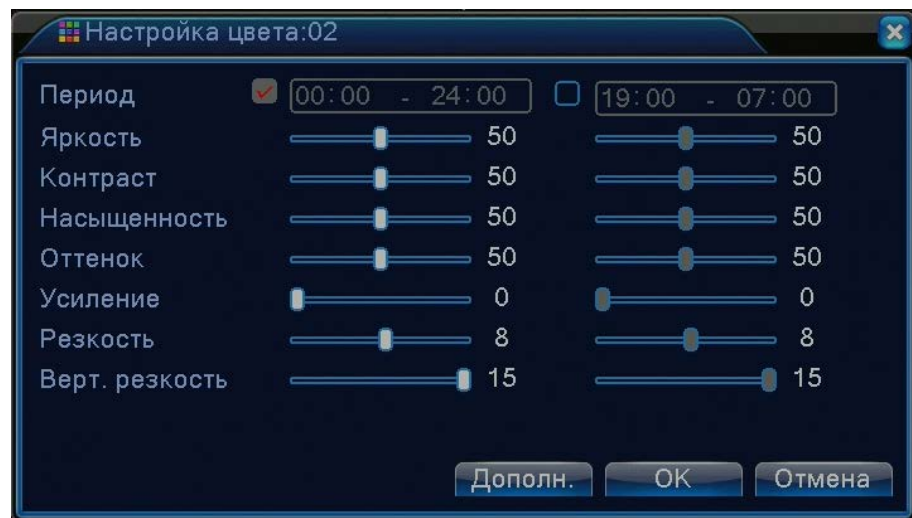 Настройка цвета:02
Период 00:00 - 24:00 19:00 - 07:00
Яркость 50 50
Контраст 50 50
Насыщенность 50 50
Оттенок 50 50
Усиление 0 0
Резкость 8 8
Верт. резкость 15 15
Дополн. OK Отмена